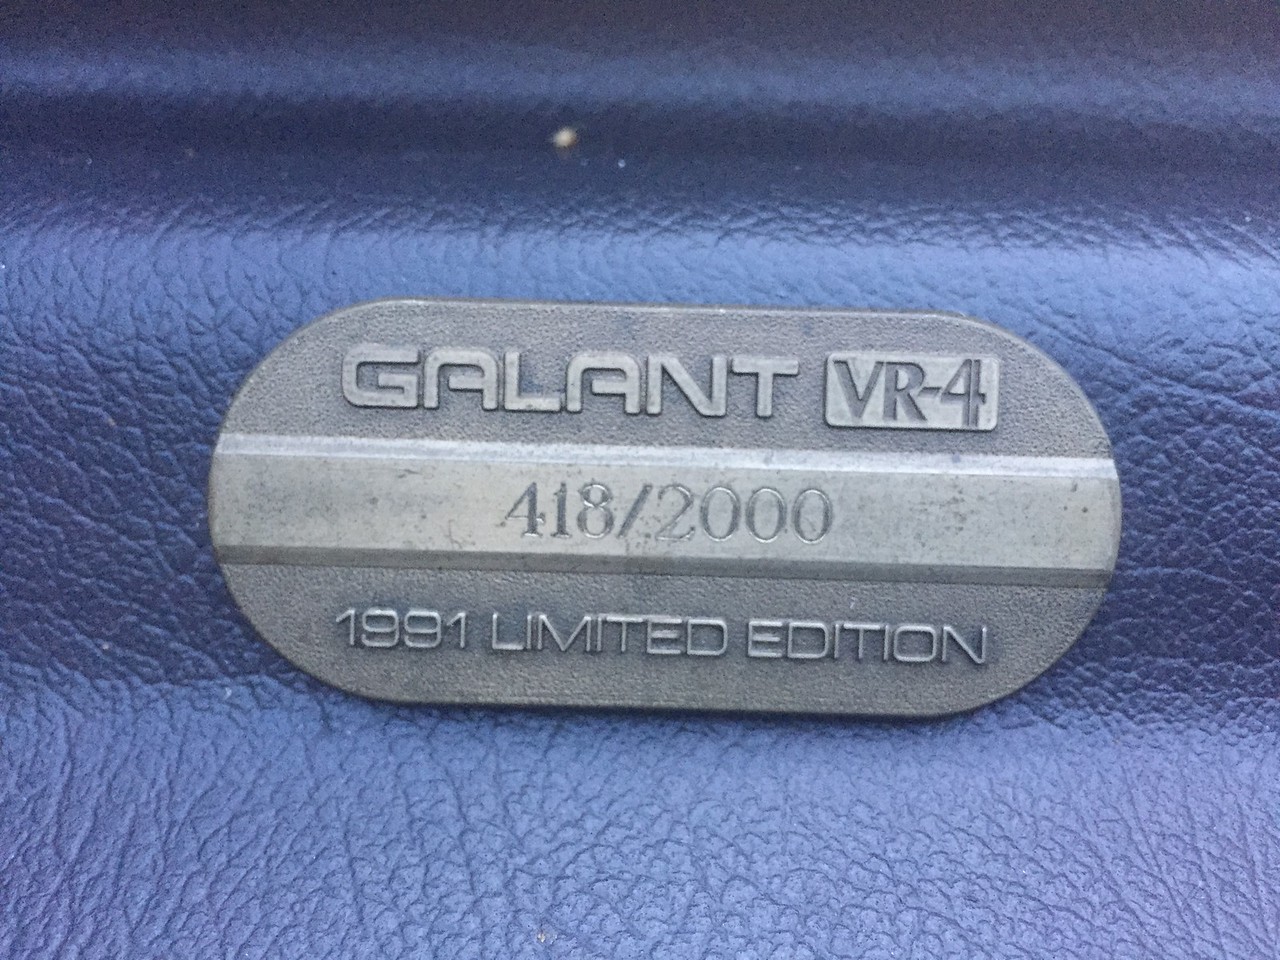 GALANT VR-4
418/2000
1991 LIMITED EDITION